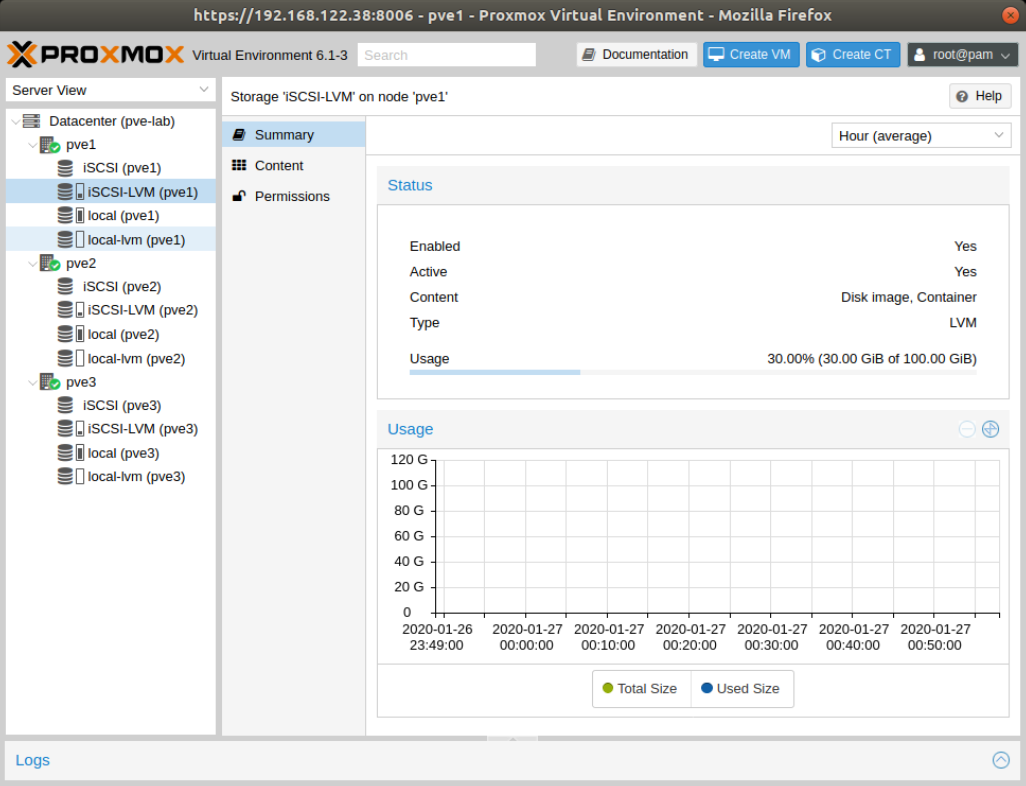 https://192.168.122.38:8006 - pve1 - Proxmox Virtual Environment - Mozilla Firefox
PROXMOX Virtual Environment 6.1-3 Search Documentation Create VM Create CT root@pam
Server View
Storage 'iSCSI-LVM' on node 'pve1' Help
Datacenter (pve-lab)
pve1
iSCSI (pve1)
iSCSI-LVM (pve1)
local (pve1)
local-lvm (pve1)
pve2
iSCSI (pve2)
iSCSI-LVM (pve2)
local (pve2)
local-lvm (pve2)
pve3
iSCSI (pve3)
iSCSI-LVM (pve3)
local (pve3)
local-lvm (pve3)
Summary
Content
Permissions
Hour (average)
Status
Enabled Yes
Active Yes
Content Disk image, Container
Type LVM
Usage 30.00% (30.00 GiB of 100.00 GiB)
Usage
120 G
100 G
80 G
60 G
40 G
20 G
0
2020-01-26 2020-01-27 2020-01-27 2020-01-27 2020-01-27 2020-01-27 2020-01-27
23:49:00 00:00:00 00:10:00 00:20:00 00:30:00 00:40:00 00:50:00
Total Size Used Size
Logs